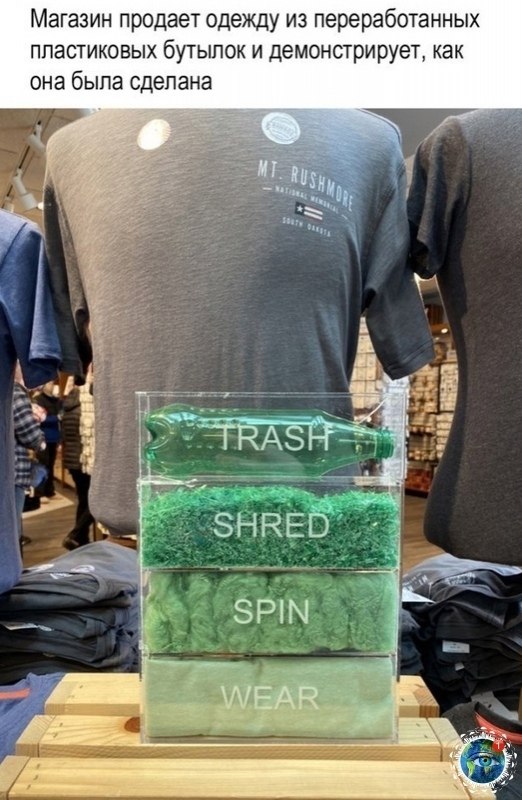 Магазин продает одежду из переработанных
пластиковых бутылок и демонстрирует, как
она была сделана
MT. RUSHMORE
NATIONAL MEMORIAL
SOUTH DAKOTA
TRASH
SHRED
SPIN
WEAR